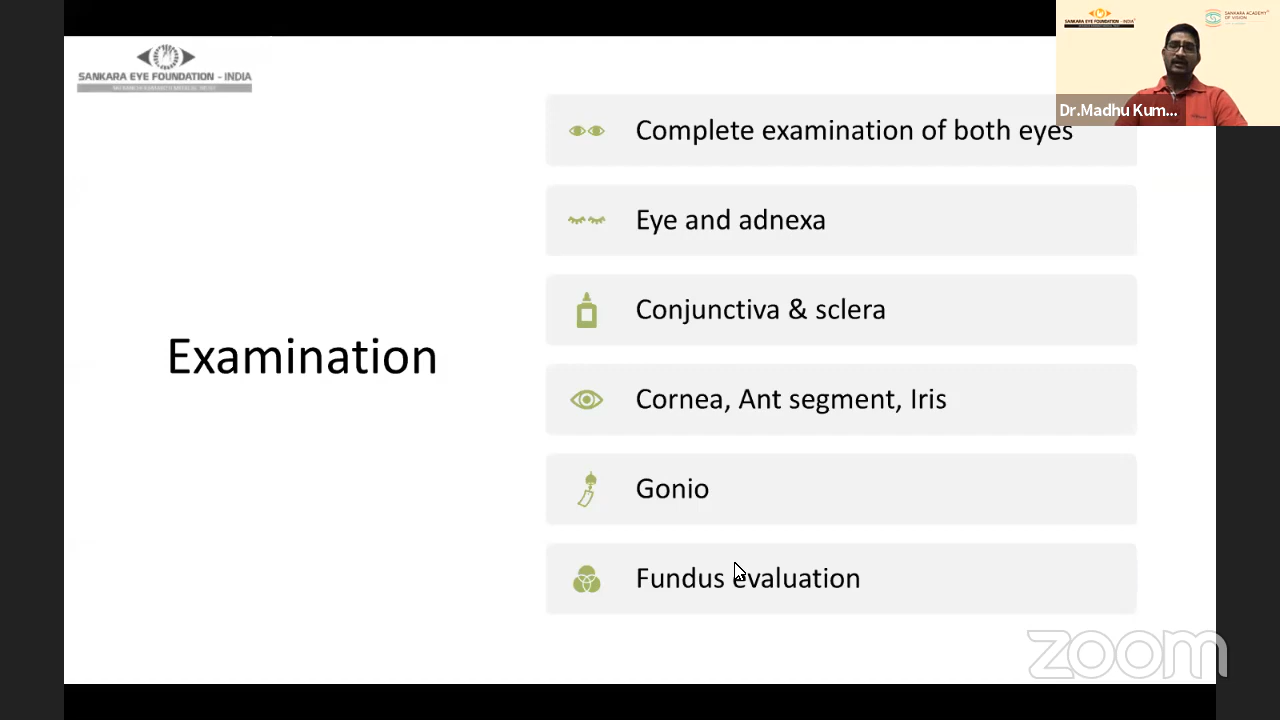 SANKARA EYE FOUNDATION - INDIA
Examination
Complete examination of both eyes
Eye and adnexa
Conjunctiva & sclera
Cornea, Ant segment, Iris
Gonio
Fundus evaluation
SANKARA EYE FOUNDATION - INDIA
SANKARA ACADEMY
OF VISION
Dr.Madhu Kum...
zoom